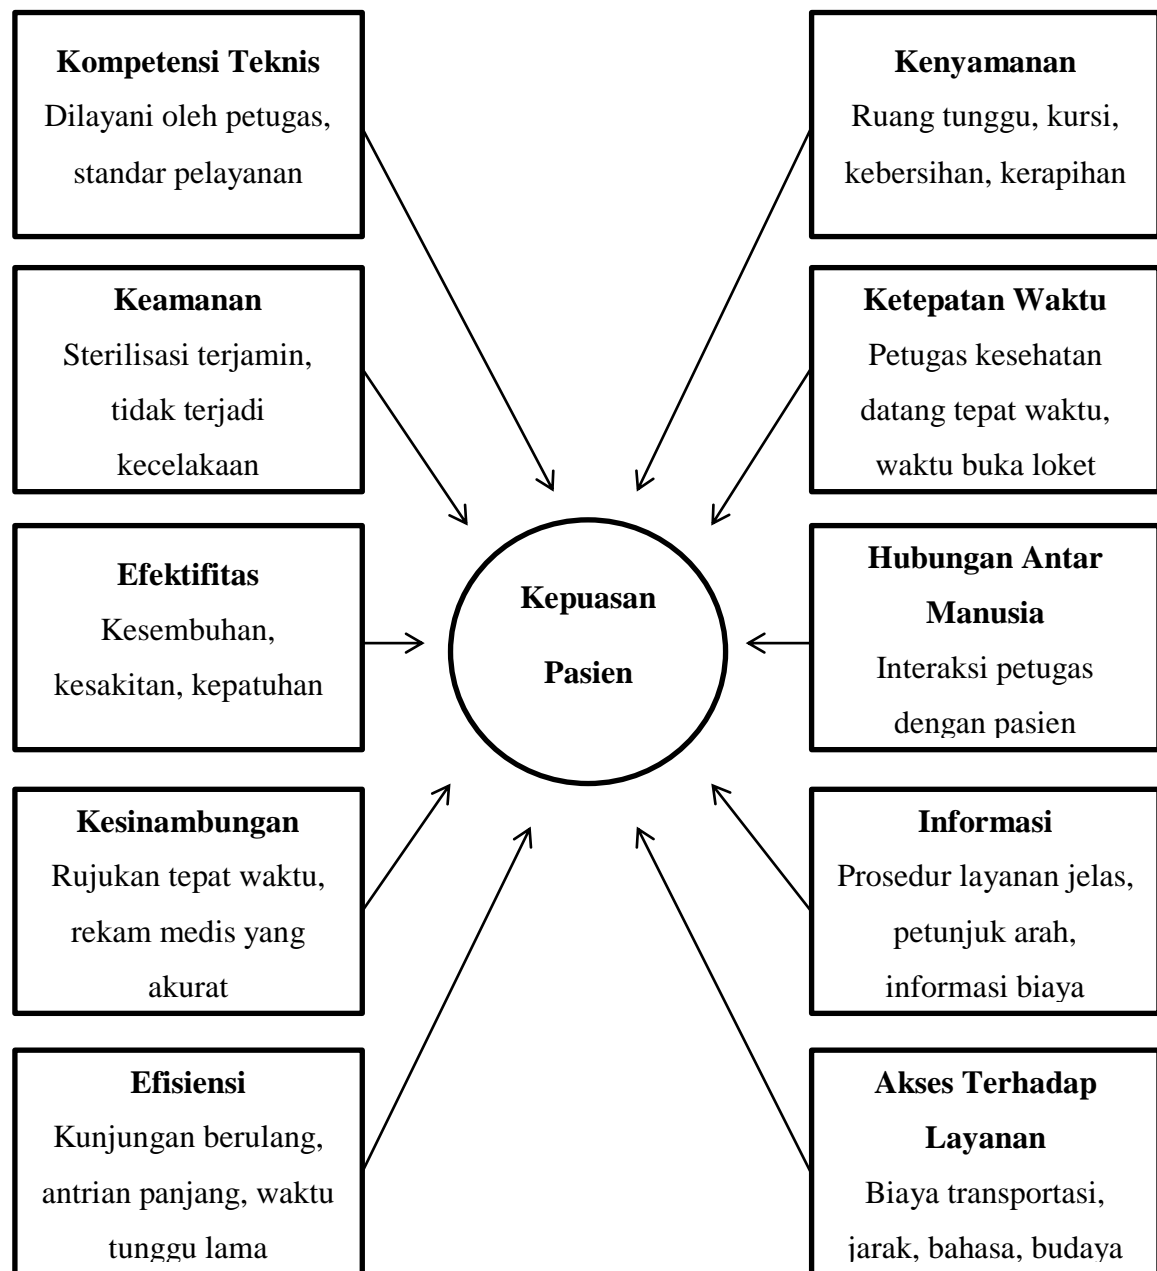 Kompetensi Teknis
Dilayani oleh petugas,
standar pelayanan
Keamanan
Sterilisasi terjamin,
tidak terjadi
kecelakaan
Efektifitas
Kesembuhan,
kesakitan, kepatuhan
Kesinambungan
Rujukan tepat waktu,
rekam medis yang
akurat
Efisiensi
Kunjungan berulang,
antrian panjang, waktu
tunggu lama
Kepuasan
Pasien
Kenyamanan
Ruang tunggu, kursi,
kebersihan, kerapihan
Ketepatan Waktu
Petugas kesehatan
datang tepat waktu,
waktu buka loket
Hubungan Antar
Manusia
Interaksi petugas
dengan pasien
Informasi
Prosedur layanan jelas,
petunjuk arah,
informasi biaya
Akses Terhadap
Layanan
Biaya transportasi,
jarak, bahasa, budaya